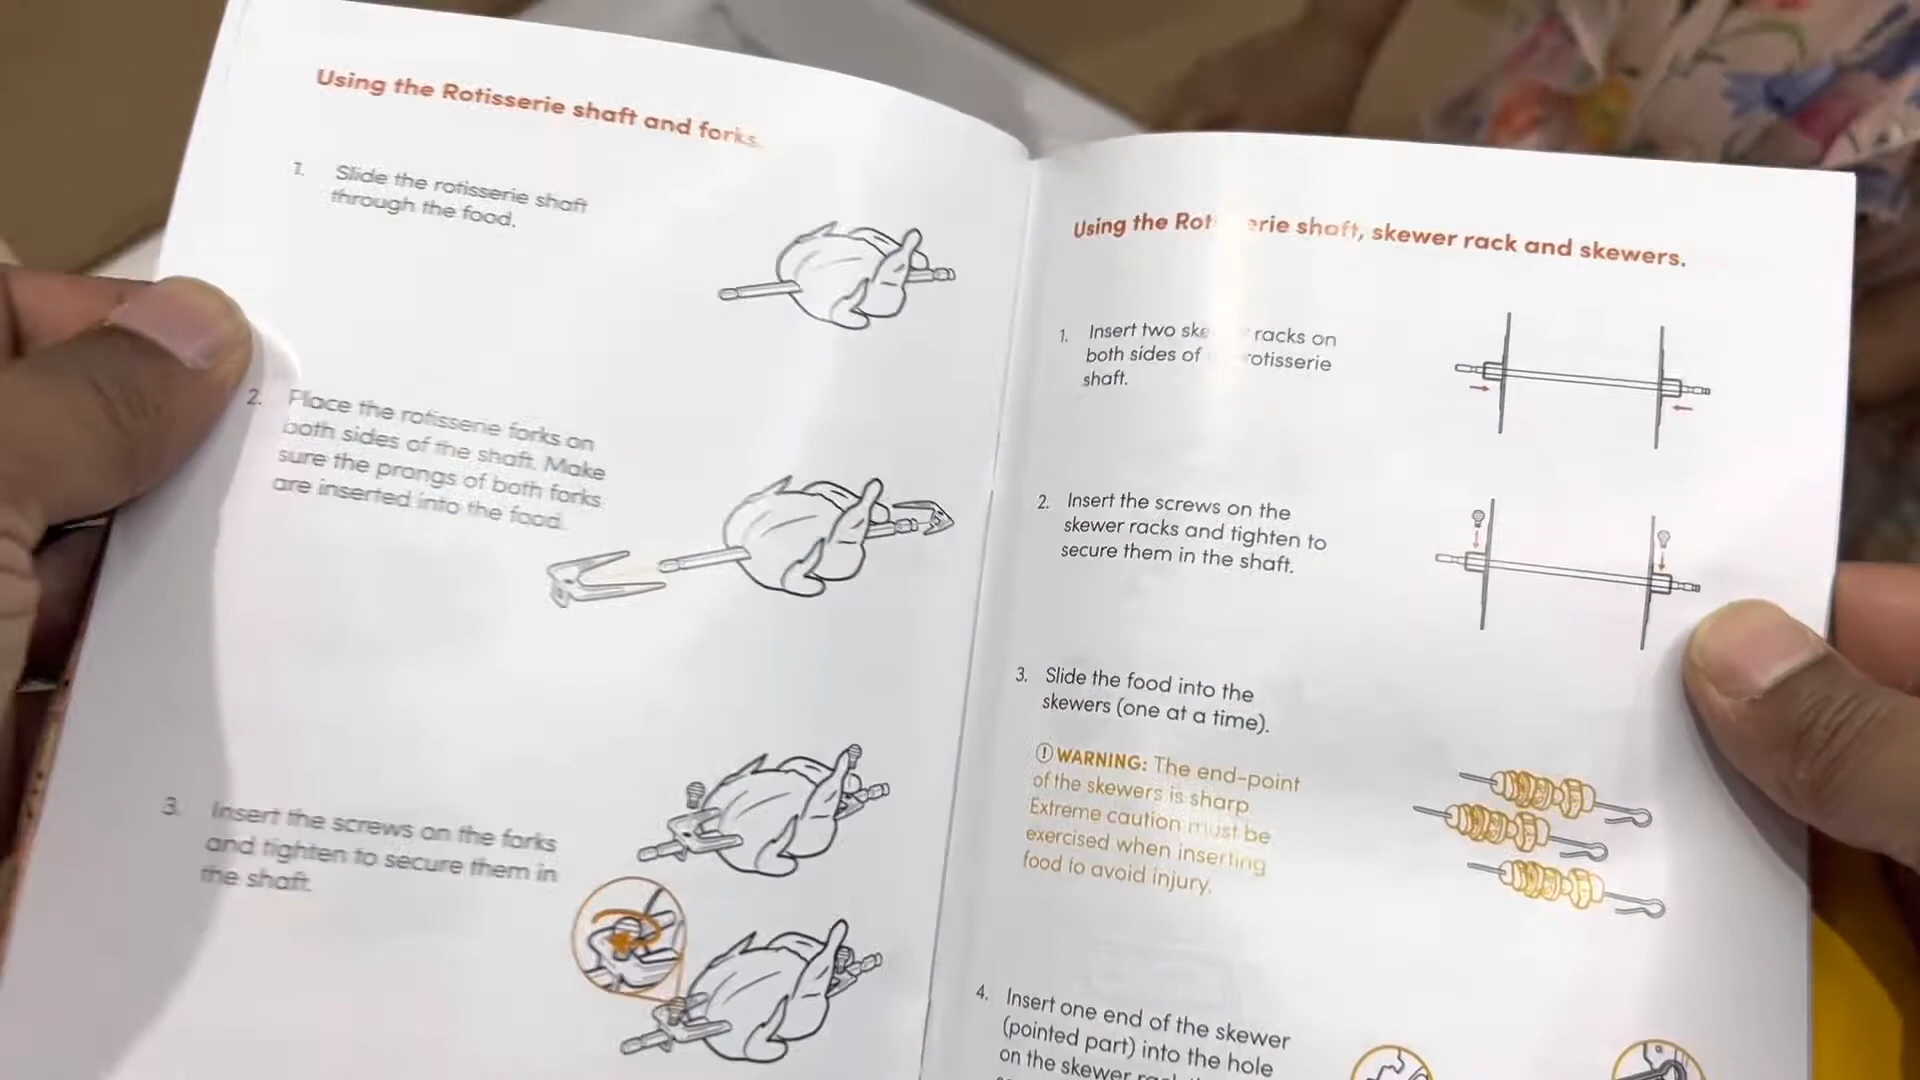 Using the Rotisserie shaft and forks.
1. Slide the rotisserie shaft
through the food.
2. Place the rotisserie forks on
both sides of the shaft. Make
sure the prongs of both forks
are inserted into the food.
3. Insert the screws on the forks
and tighten to secure them in
the shaft.
Using the shaft, skewer rack and skewers.
1. Insert two racks on
both sides of
shaft.
2. Insert the screws on the
skewer racks and tighten to
secure them in the shaft.
3. Slide the food into the
skewers (one at a time).
WARNING: The end-point
of the skewers is sharp
Extreme caution must be
exercised when inserting
food to avoid injury.
4. Insert one end of the skewer
(pointed part) into the hole
on the skewer